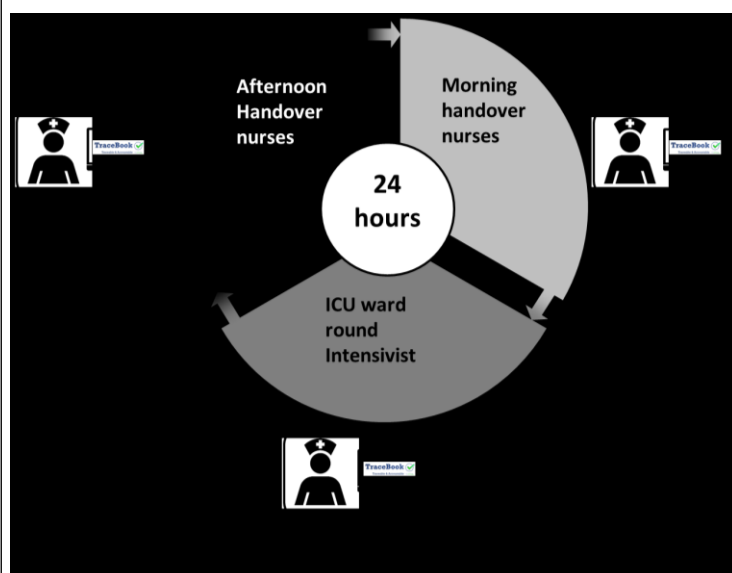 Afternoon
Handover
nurses
Morning
handover
nurses
TraceBook
TraceBook
24
hours
ICU ward
round
Intensivist
TraceBook